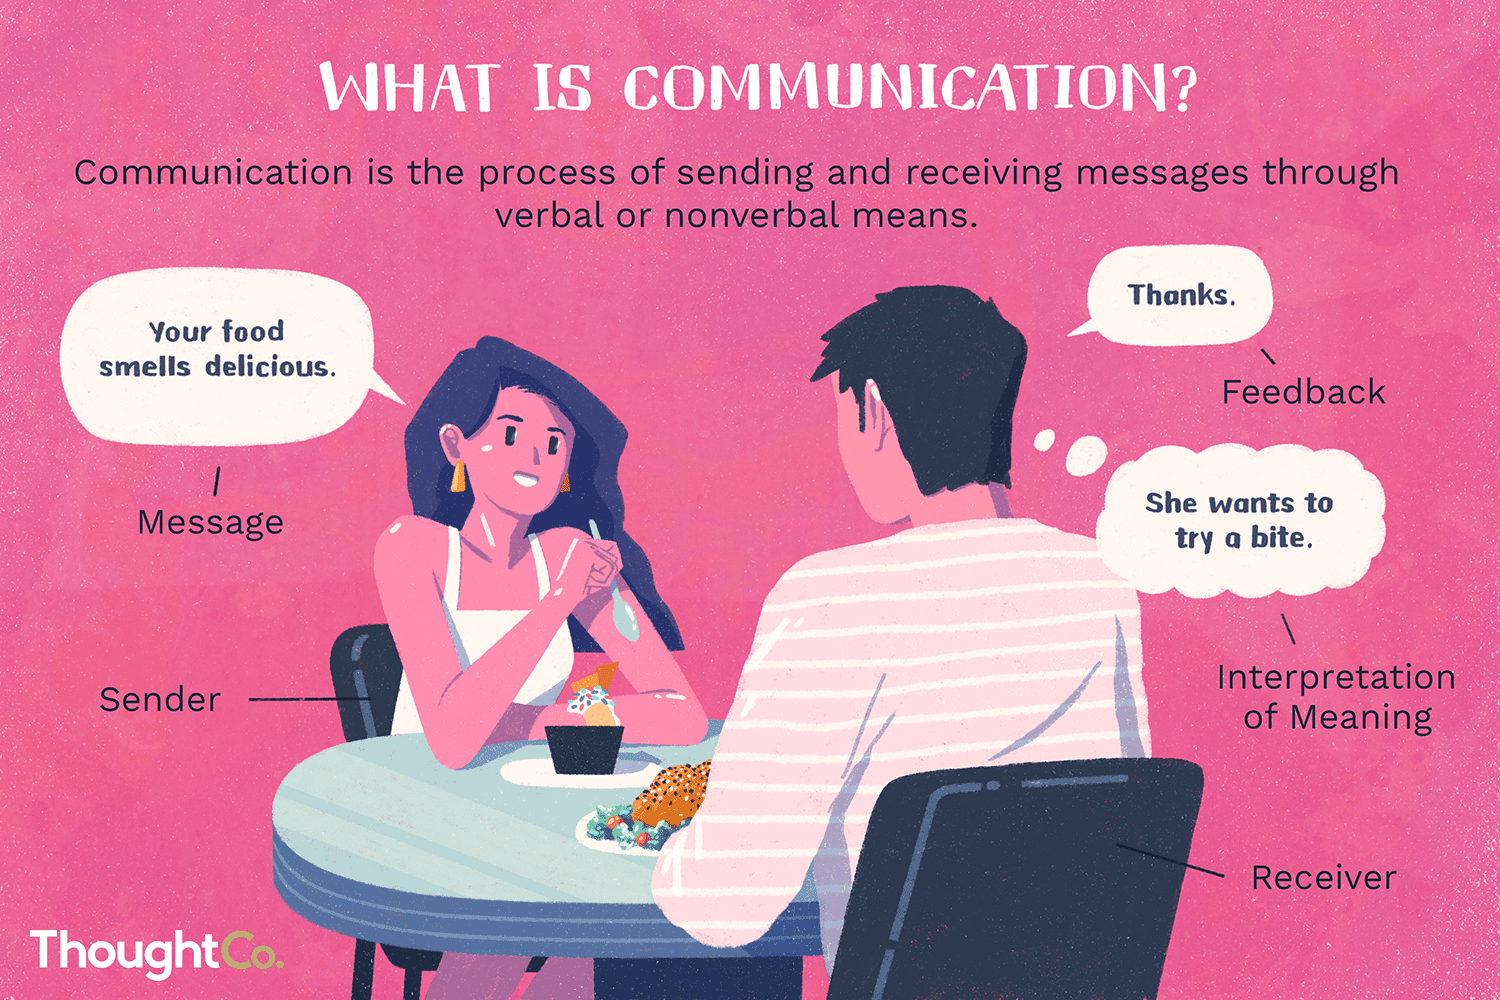 WHAT IS COMMUNICATION?
Communication is the process of sending and receiving messages through
verbal or nonverbal means.
Your food
smells delicious.
Message
Sender
Thanks.
Feedback
She wants to
try a bite.
Interpretation
of Meaning
Receiver
ThoughtCo.